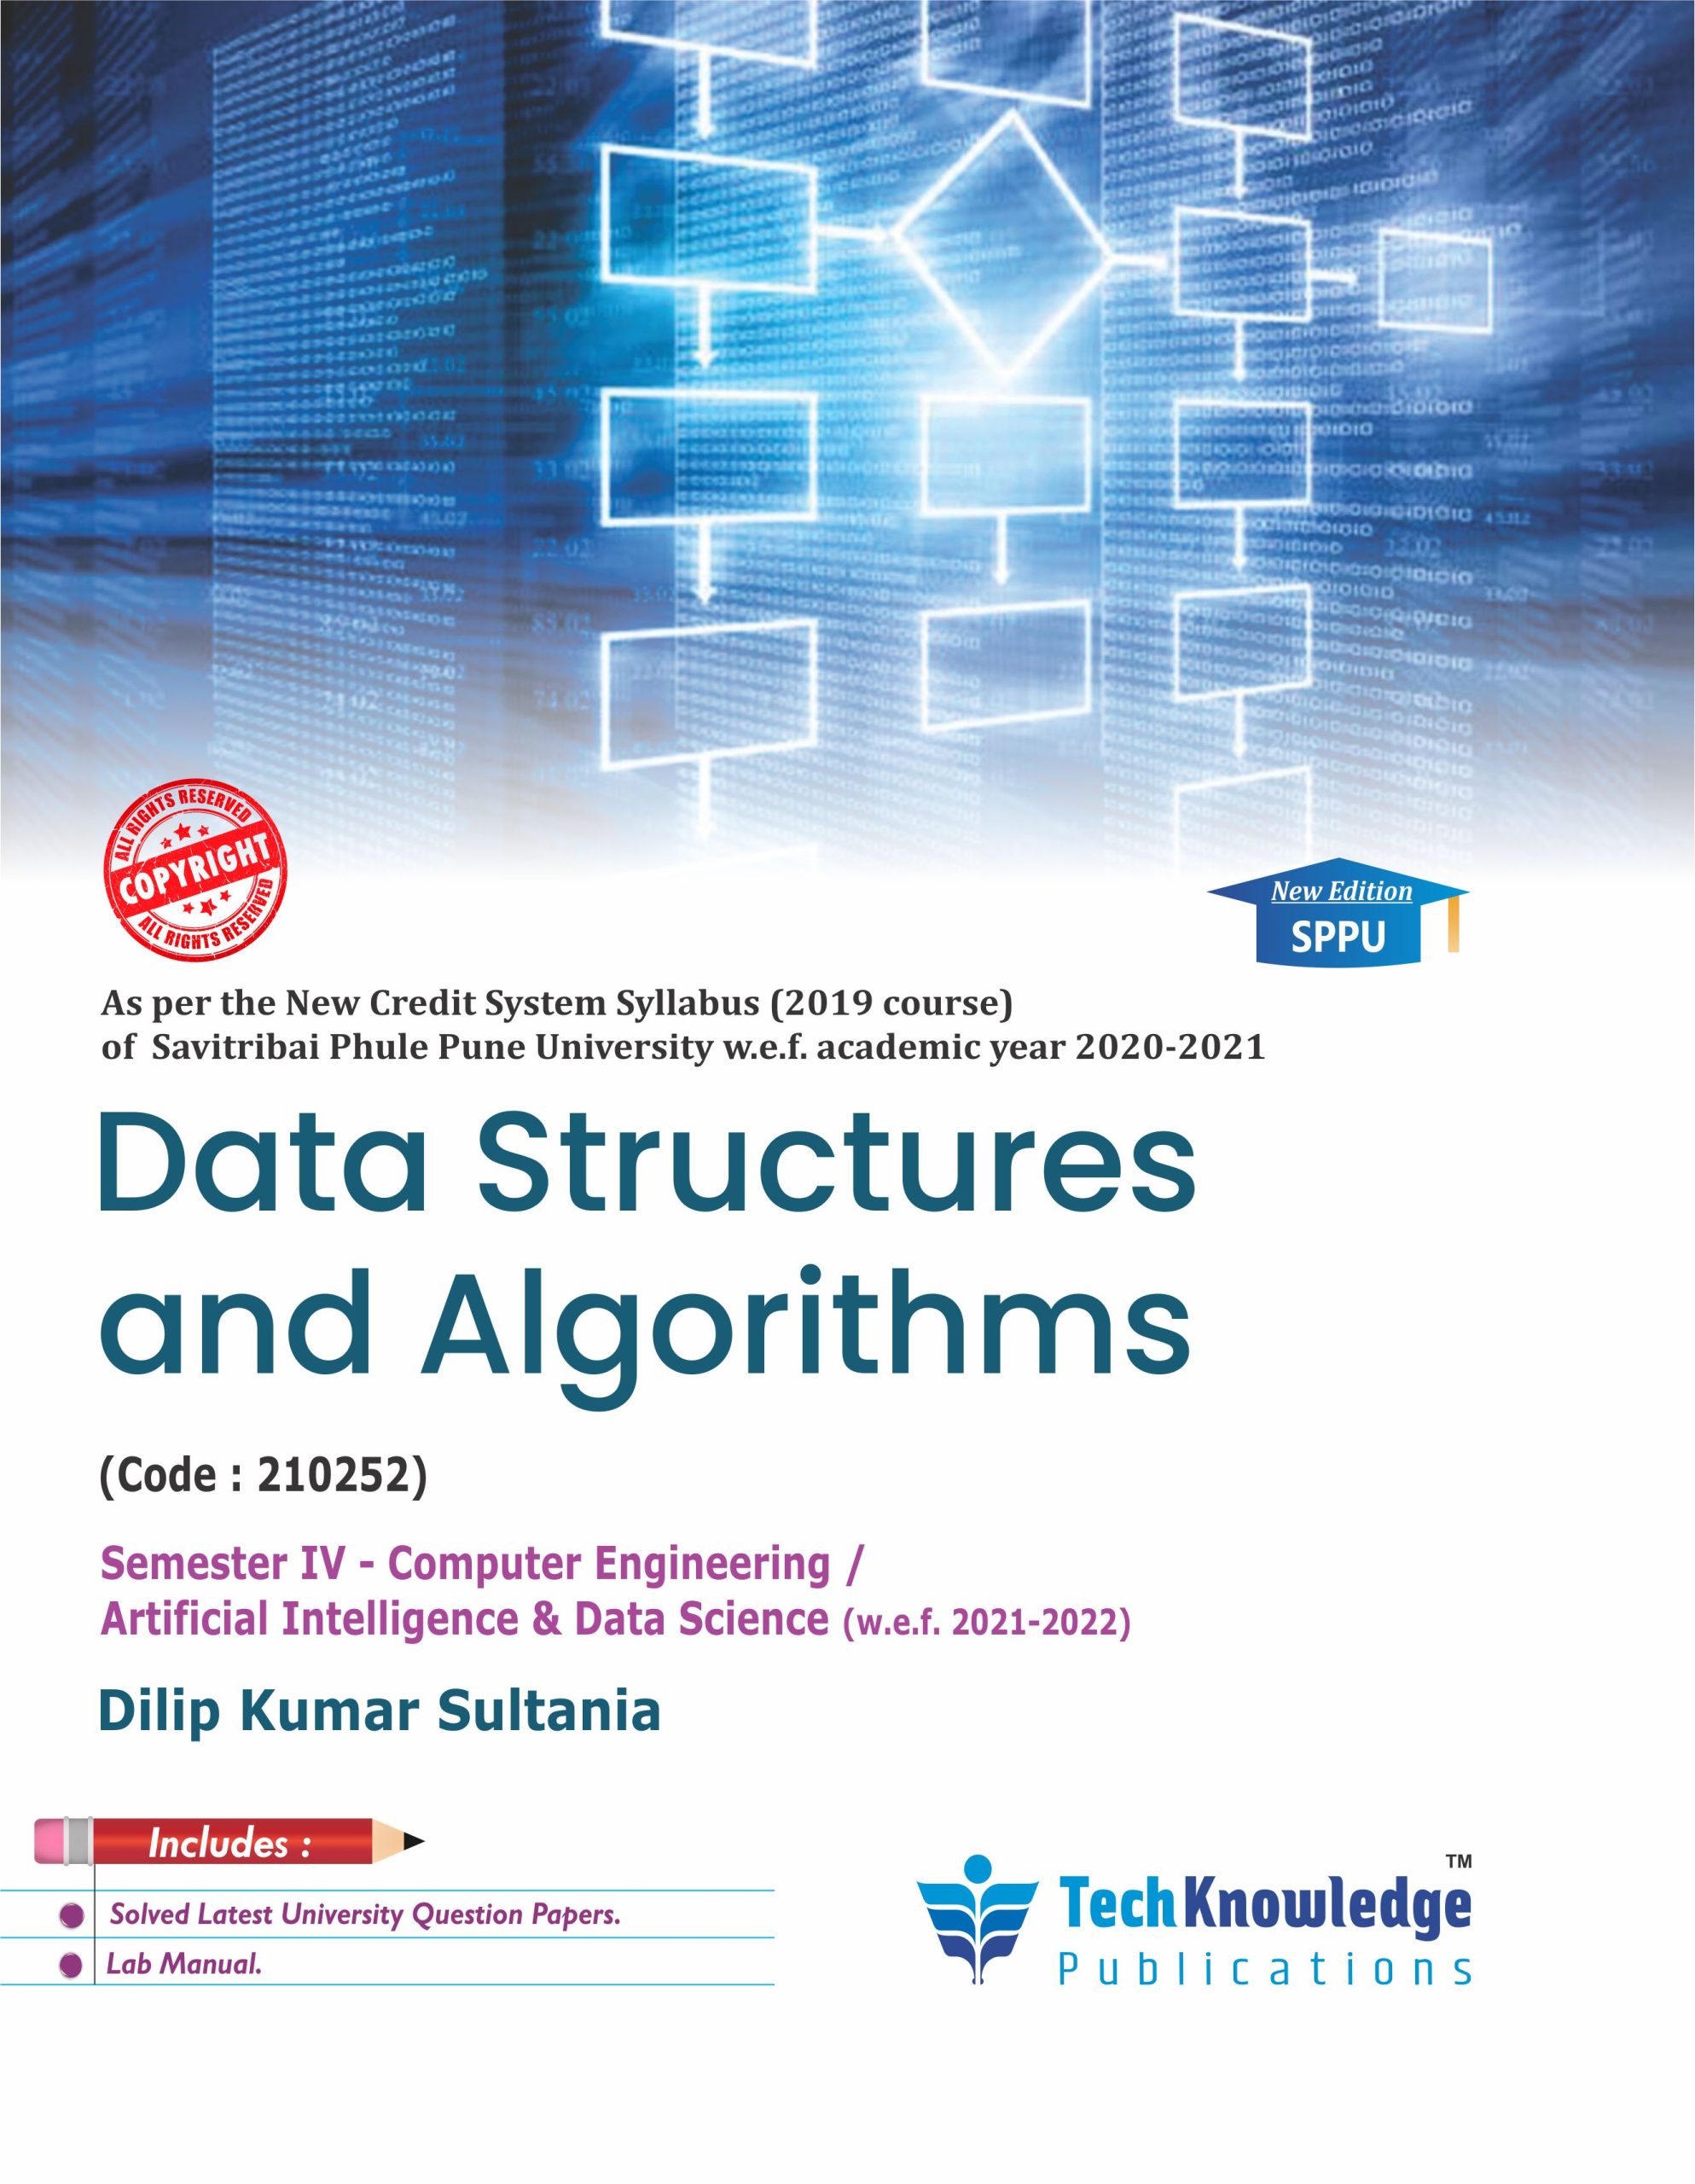 ALL RIGHTS RESERVED
COPYRIGHT
ALL RIGHTS RESERVED
New Edition
SPPU
As per the New Credit System Syllabus (2019 course)
of Savitribai Phule Pune University w.e.f. academic year 2020-2021
Data Structures
and Algorithms
(Code : 210252)
Semester IV - Computer Engineering /
Artificial Intelligence & Data Science (w.e.f. 2021-2022)
Dilip Kumar Sultania
Includes :
Solved Latest University Question Papers.
Lab Manual.
TM
TechKnowledge
Publications